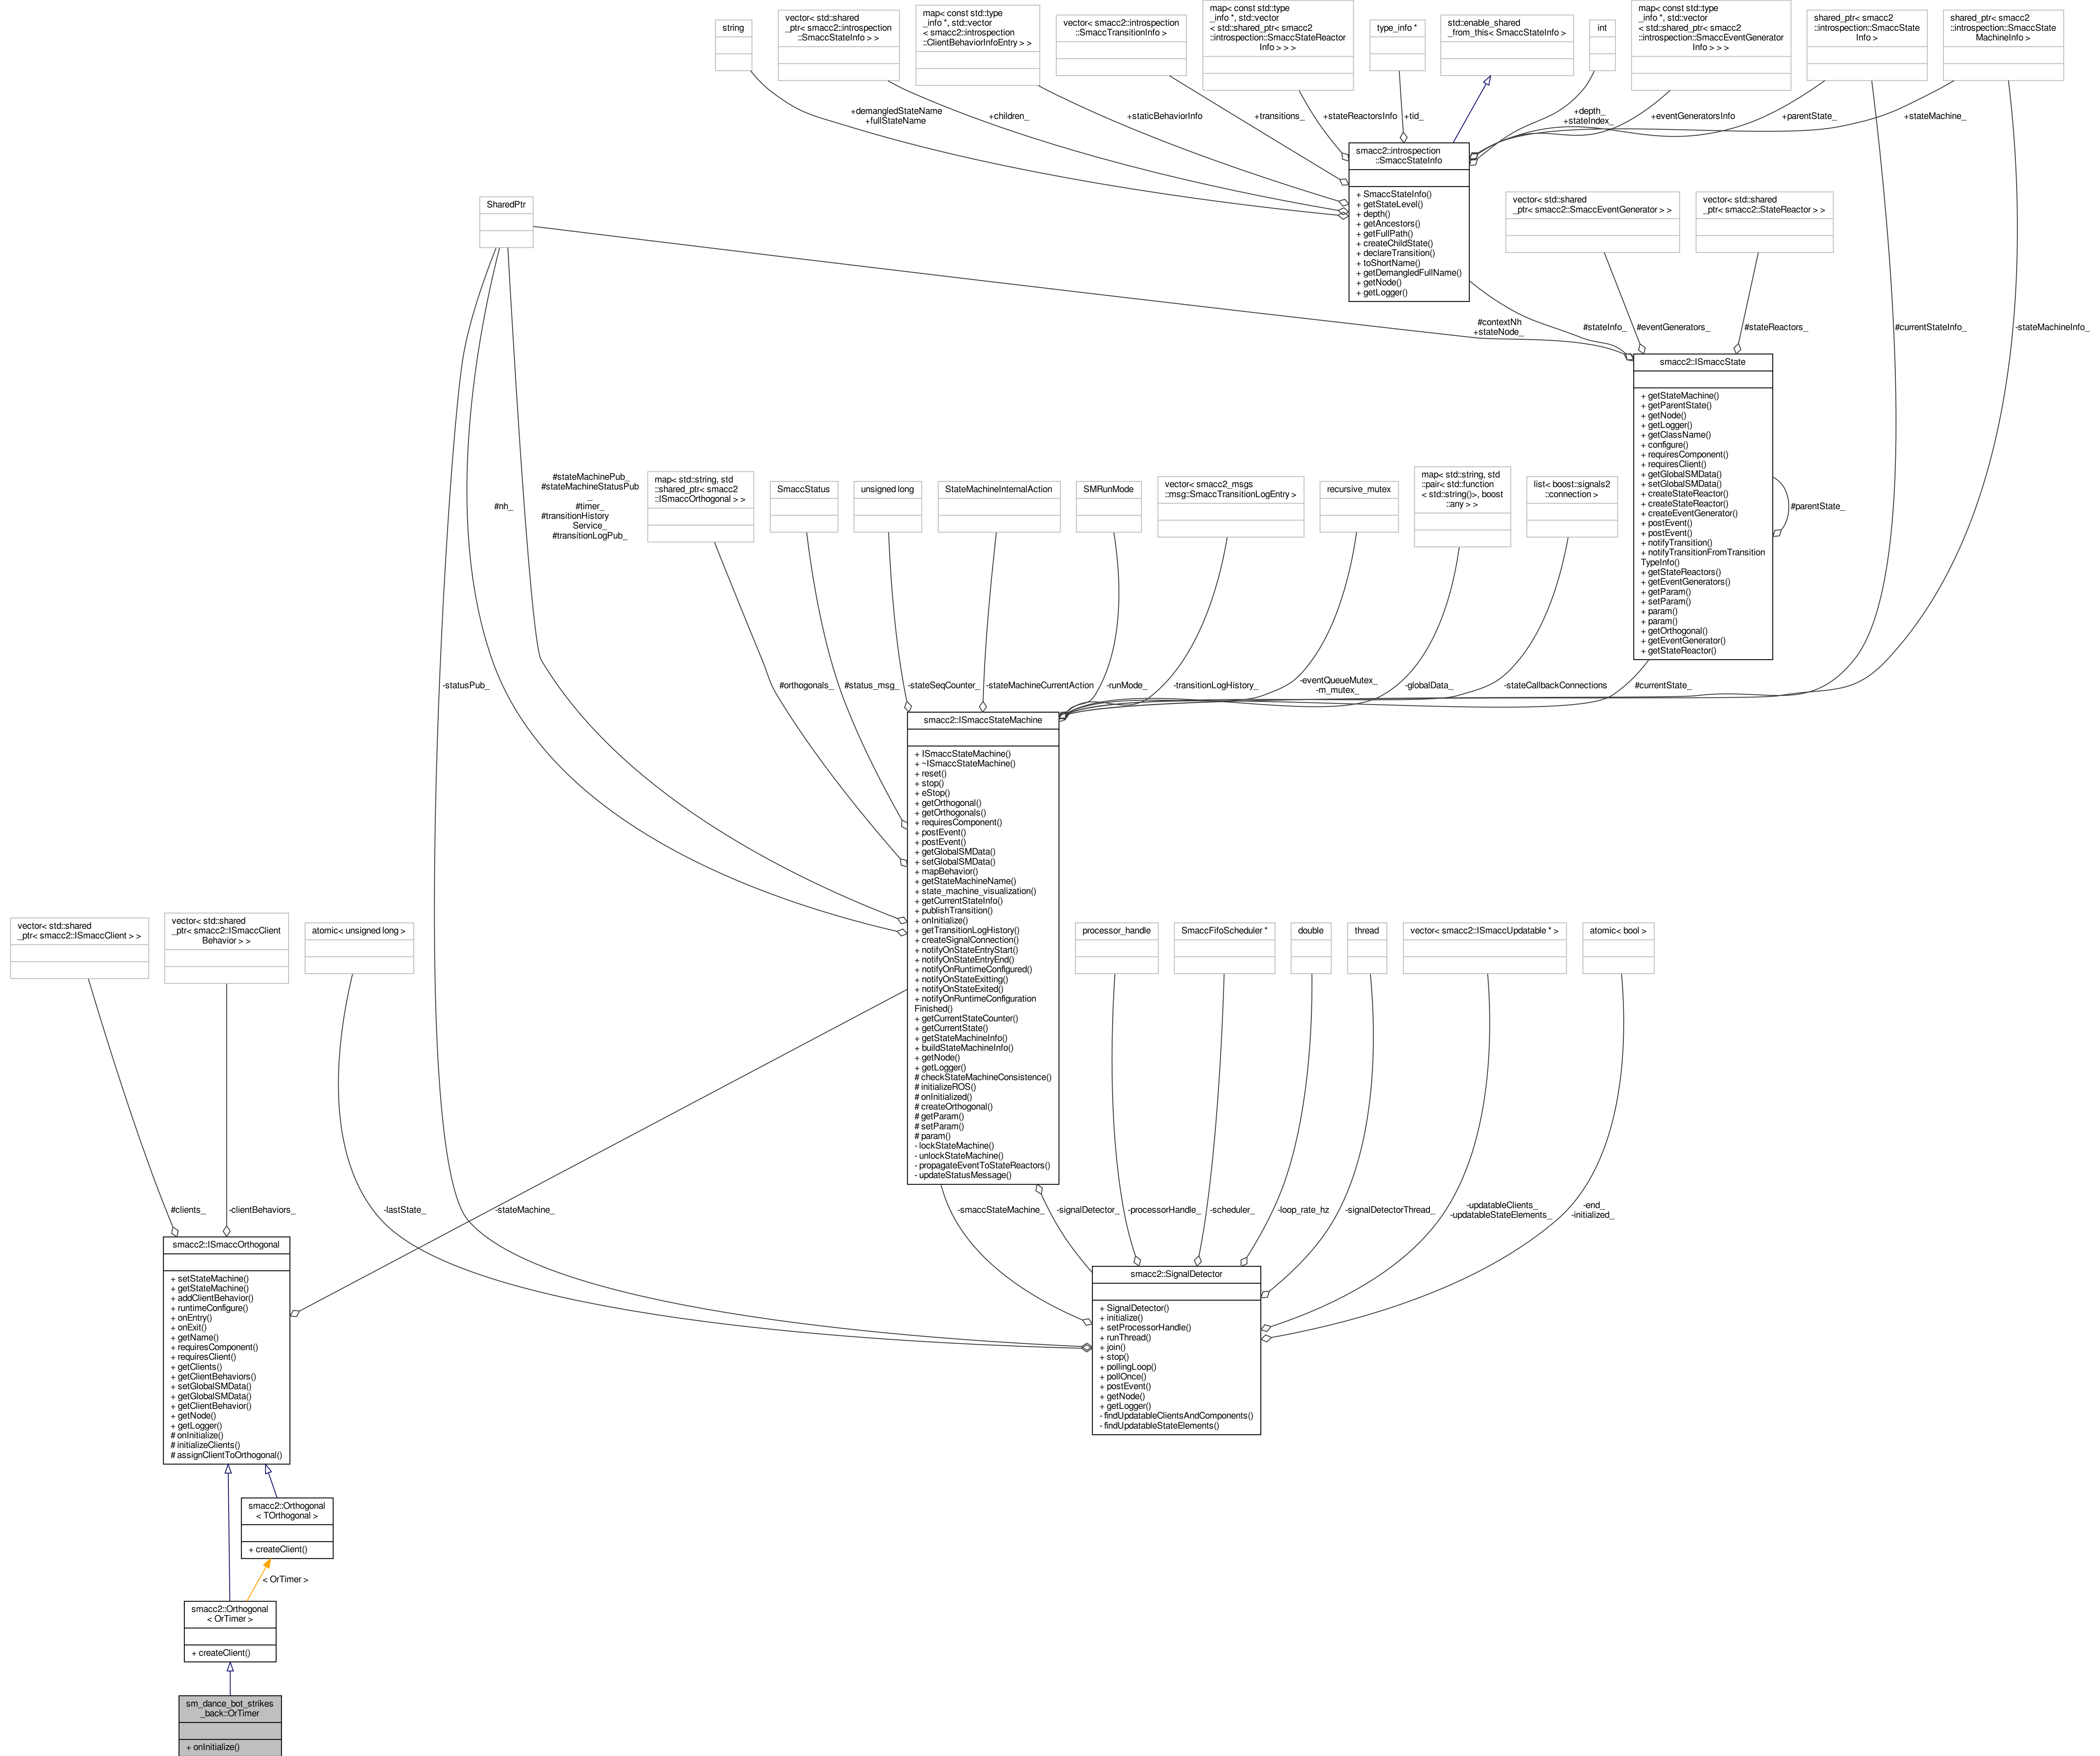 string
vector< std::shared
_ptr< smacc2::introspection
::SmaccStateInfo > >
map< const std::type
_info *, std::vector
< smacc2::introspection
::ClientBehaviorInfoEntry > >
vector< smacc2::introspection
::SmaccTransitionInfo >
map< const std::type
_info *, std::vector
< std::shared_ptr< smacc2
::introspection::SmaccStateReactor
Info > > >
type_info *
std::enable_shared
_from_this< SmaccStateInfo >
int
map< const std::type
_info *, std::vector
< std::shared_ptr< smacc2
::introspection::SmaccEventGenerator
Info > > >
shared_ptr< smacc2
::introspection::SmaccState
Info >
shared_ptr< smacc2
::introspection::SmaccState
MachineInfo >
+demangledStateName
+fullStateName
+children_
+staticBehaviorInfo
+transitions_
+stateReactorsInfo
+tid_
+depth_
+stateIndex_
+eventGeneratorsInfo
+parentState_
+stateMachine_
smacc2::introspection
::SmaccStateInfo
+ SmaccStateInfo()
+ getStateLevel()
+ depth()
+ getAncestors()
+ getFullPath()
+ createChildState()
+ declareTransition()
+ toShortName()
+ getDemangledFullName()
+ getNode()
+ getLogger()
SharedPtr
vector< std::shared
_ptr< smacc2::SmaccEventGenerator > >
vector< std::shared
_ptr< smacc2::StateReactor > >
#contextNh
+stateNode_
#stateInfo_
#eventGenerators_
#stateReactors_
#currentStateInfo_
-stateMachineInfo_
smacc2::ISmaccState
+ getStateMachine()
+ getParentState()
+ getNode()
+ getLogger()
+ getClassName()
+ configure()
+ requiresComponent()
+ requiresClient()
+ getGlobalSMData()
+ setGlobalSMData()
+ createStateReactor()
+ createStateReactor()
+ createEventGenerator()
+ postEvent()
+ postEvent()
+ notifyTransition()
+ notifyTransitionFromTransition
TypeInfo()
+ getStateReactors()
+ getEventGenerators()
+ getParam()
+ setParam()
+ param()
+ param()
+ getOrthogonal()
+ getEventGenerator()
+ getStateReactor()
#parentState_
#nh_
#stateMachinePub_
#stateMachineStatusPub
_
#timer_
#transitionHistory
Service_
#transitionLogPub_
map< std::string, std
::shared_ptr< smacc2
::ISmaccOrthogonal > >
SmaccStatus
unsigned long
StateMachineInternalAction
SMRunMode
vector< smacc2_msgs
::msg::SmaccTransitionLogEntry >
recursive_mutex
map< std::string, std
::pair< std::function
< std::string()>, boost
::any > >
list< boost::signals2
::connection >
-statusPub_
#orthogonals_
#status_msg_
-stateSeqCounter_
-stateMachineCurrentAction
-runMode_
-transitionLogHistory_
-eventQueueMutex_
-m_mutex_
-globalData_
-stateCallbackConnections
#currentState_
smacc2::ISmaccStateMachine
+ ISmaccStateMachine()
+ ~ISmaccStateMachine()
+ reset()
+ stop()
+ eStop()
+ getOrthogonal()
+ getOrthogonals()
+ requiresComponent()
+ postEvent()
+ postEvent()
+ getGlobalSMData()
+ setGlobalSMData()
+ mapBehavior()
+ getStateMachineName()
+ state_machine_visualization()
+ getCurrentStateInfo()
+ publishTransition()
+ onInitialize()
+ getTransitionLogHistory()
+ createSignalConnection()
+ notifyOnStateEntryStart()
+ notifyOnStateEntryEnd()
+ notifyOnRuntimeConfigured()
+ notifyOnStateExitting()
+ notifyOnStateExited()
+ notifyOnRuntimeConfiguration
Finished()
+ getCurrentStateCounter()
+ getCurrentState()
+ getStateMachineInfo()
+ buildStateMachineInfo()
+ getNode()
+ getLogger()
# checkStateMachineConsistence()
# initializeROS()
# onInitialized()
# createOrthogonal()
# getParam()
# setParam()
# param()
- lockStateMachine()
- unlockStateMachine()
- propagateEventToStateReactors()
- updateStatusMessage()
vector< std::shared
_ptr< smacc2::ISmaccClient > >
vector< std::shared
_ptr< smacc2::ISmaccClient
Behavior > >
atomic< unsigned long >
processor_handle
SmaccFifoScheduler *
double
thread
vector< smacc2::ISmaccUpdatable * >
atomic< bool >
#clients_
-clientBehaviors_
-lastState_
-stateMachine_
-smaccStateMachine_
-signalDetector_
-processorHandle_
-scheduler_
-loop_rate_hz
-signalDetectorThread_
-updatableClients_
-updatableStateElements_
-end_
-initialized_
smacc2::ISmaccOrthogonal
+ setStateMachine()
+ getStateMachine()
+ addClientBehavior()
+ runtimeConfigure()
+ onEntry()
+ onExit()
+ getName()
+ requiresComponent()
+ requiresClient()
+ getClients()
+ getClientBehaviors()
+ setGlobalSMData()
+ getGlobalSMData()
+ getClientBehavior()
+ getNode()
+ getLogger()
# onInitialize()
# initializeClients()
# assignClientToOrthogonal()
smacc2::SignalDetector
+ SignalDetector()
+ initialize()
+ setProcessorHandle()
+ runThread()
+ join()
+ stop()
+ pollingLoop()
+ pollOnce()
+ postEvent()
+ getNode()
+ getLogger()
- findUpdatableClientsAndComponents()
- findUpdatableStateElements()
smacc2::Orthogonal
< TOrthogonal >
+ createClient()
< OrTimer >
smacc2::Orthogonal
< OrTimer >
+ createClient()
sm_dance_bot_strikes
_back::OrTimer
+ onInitialize()